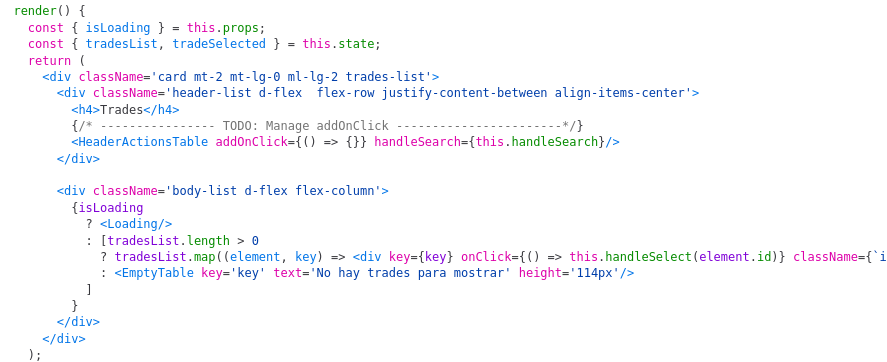 render() {
const { isLoading } = this.props;
const { tradesList, tradeSelected } = this.state;
return (
<div className='card mt-2 mt-lg-0 ml-lg-2 trades-list'>
<div className='header-list d-flex  flex-row justify-content-between align-items-center'>
<h4>Trades</h4>
{/* ---------------- TODO: Manage addOnClick -----------------------*/}
<HeaderActionsTable addOnClick={() => {}} handleSearch={this.handleSearch}/>
</div>
<div className='body-list d-flex flex-column'>
{isLoading
? <Loading/>
: [tradesList.length > 0
? tradesList.map((element, key) => <div key={key} onClick={() => this.handleSelect(element.id)} className={`i
: <EmptyTable key='key' text='No hay trades para mostrar' height='114px'/>
]
}
</div>
</div>
);